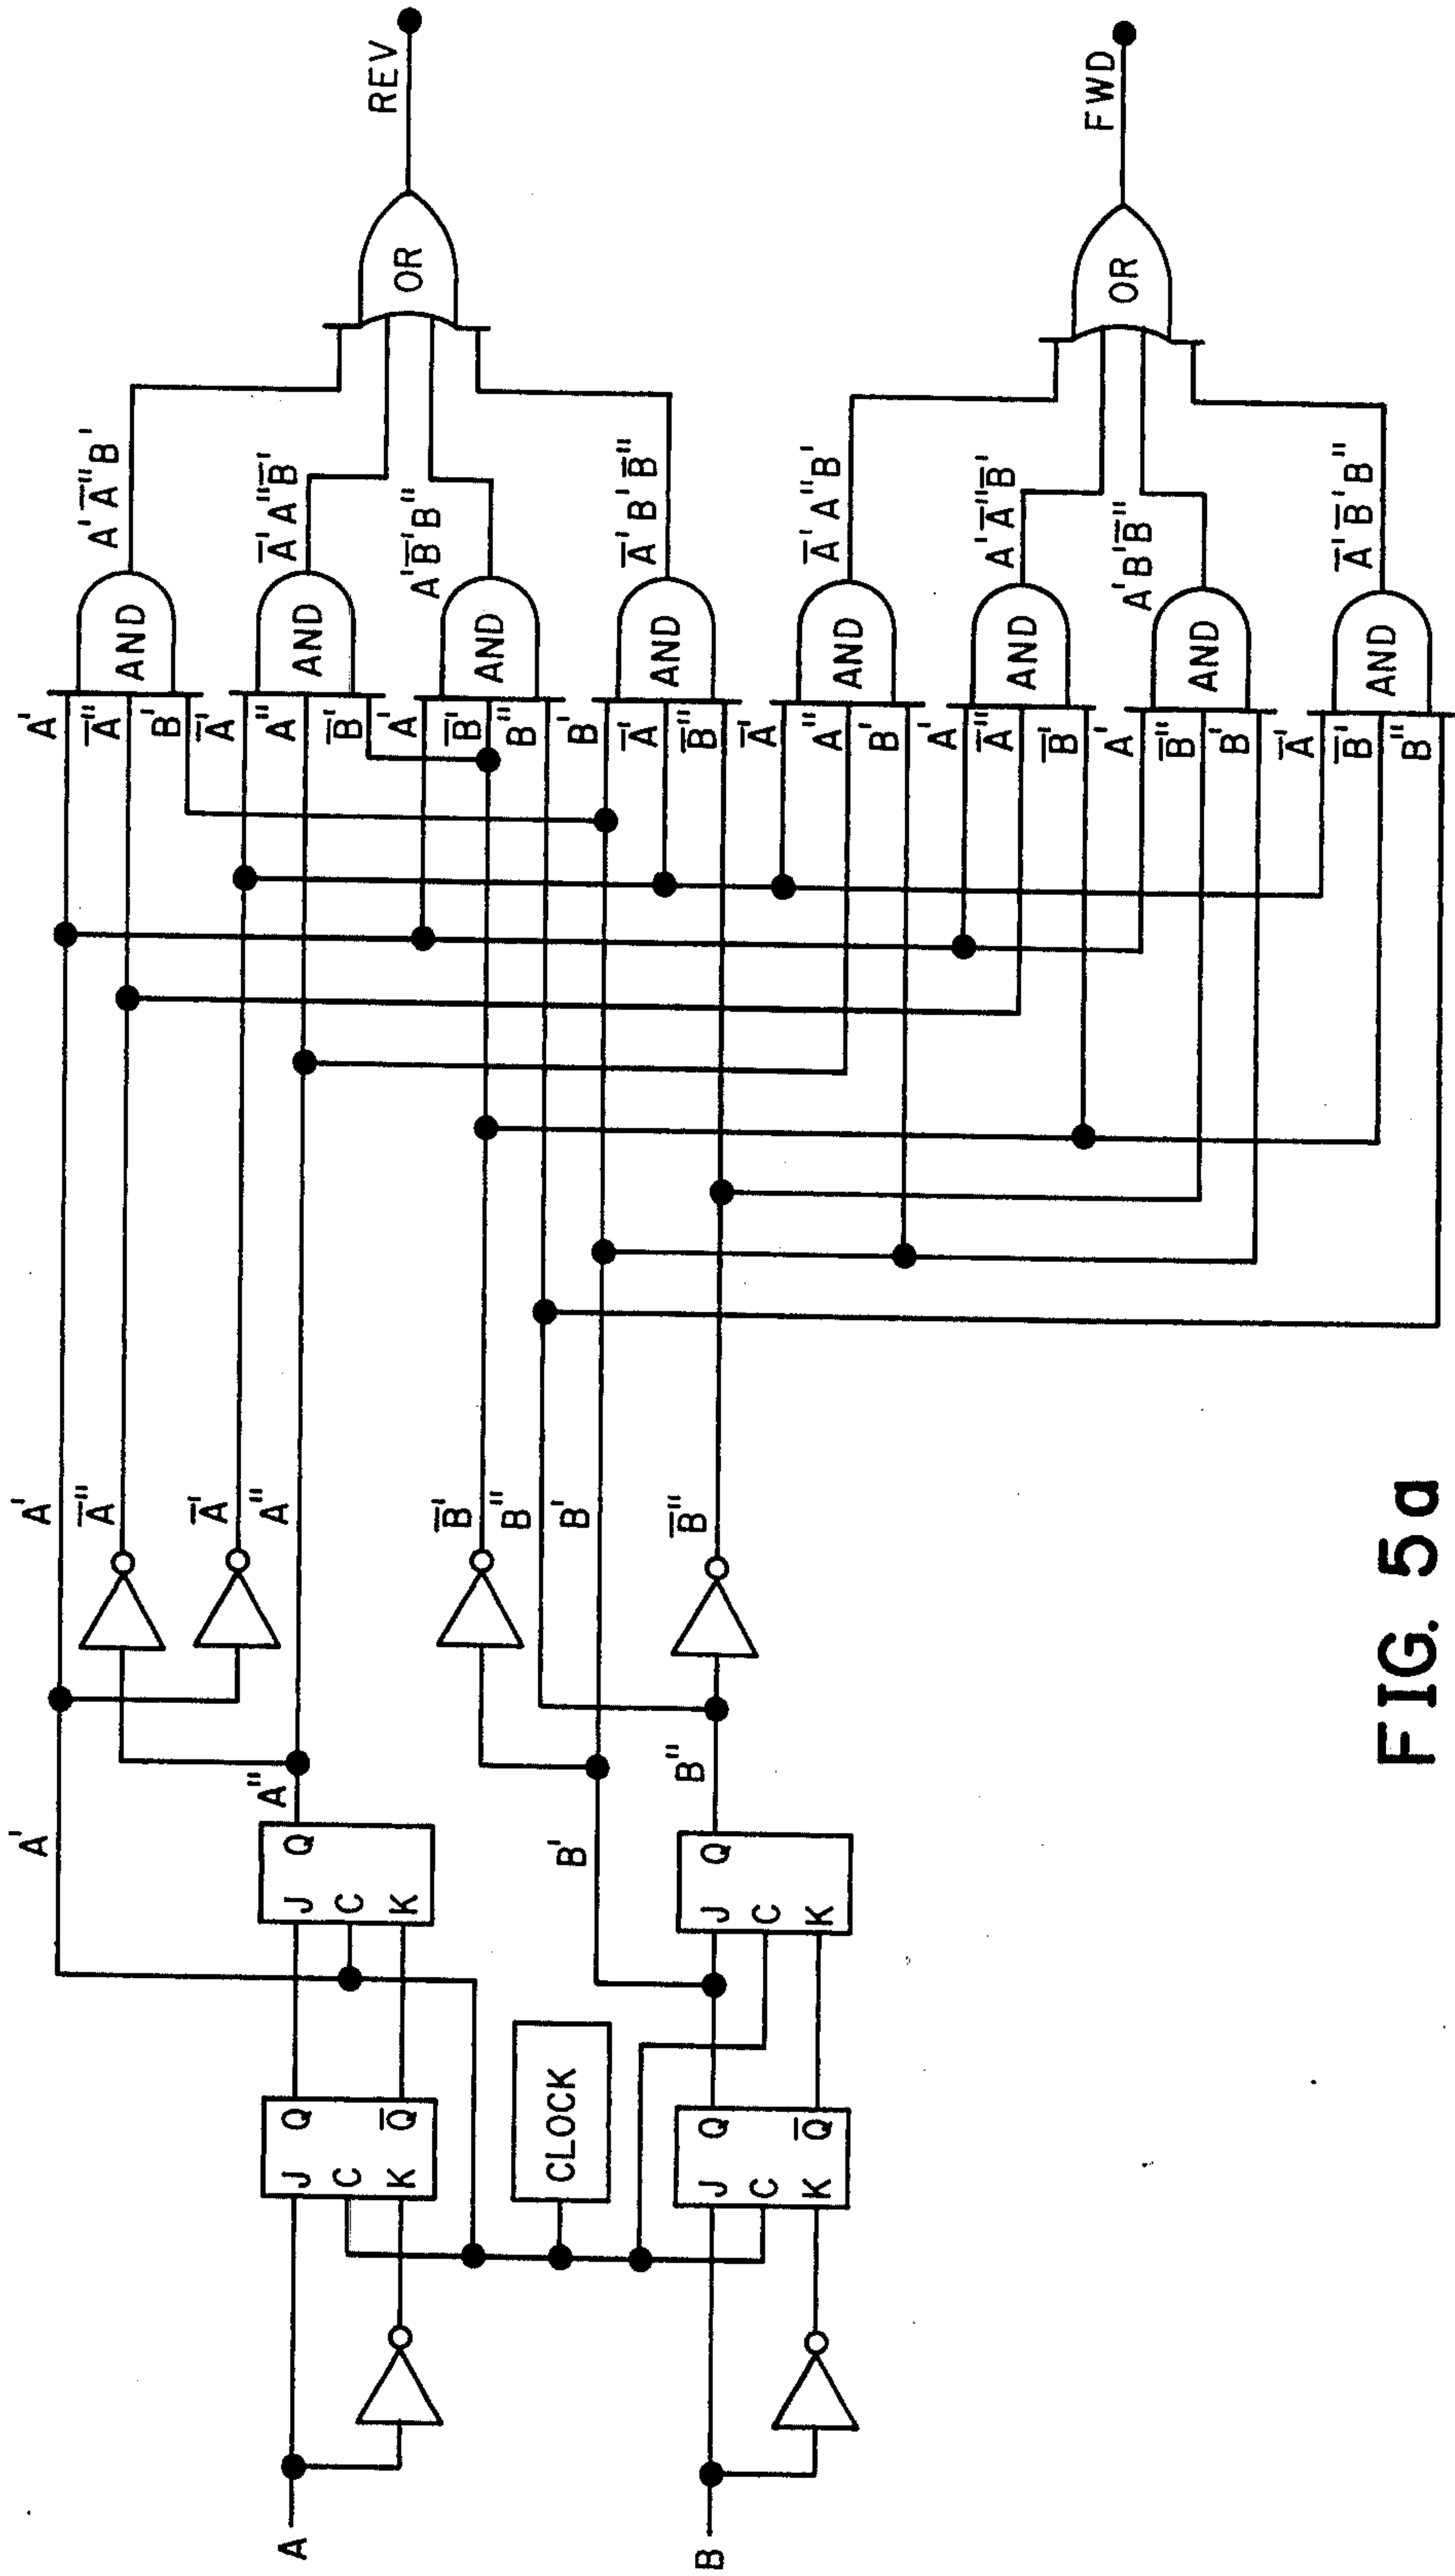 A
B
J
C
K
Q
Q̅
CLOCK
J
C
K
Q
Q̅
A'
J
C
K
Q
A"
B'
J
C
K
Q
B"
A'
A̅"
A̅'
A"
B̅'
B"
B'
B̅"
A'
A̅"
B'
AND
A'A̅"B'
A̅'
A"
B̅'
AND
A̅'A"B̅'
A'
B̅'
B"
AND
A'B̅'B"
B'
A̅'
B̅"
AND
A̅'B'B̅"
OR
REV
A̅'
A"
B'
AND
A̅'A"B'
A'
A̅"
B̅'
AND
A'A̅"B̅'
A'
B̅"
B'
AND
A'B'B̅"
A̅'
B̅'
B"
AND
A̅'B̅'B"
OR
FWD
FIG. 5a